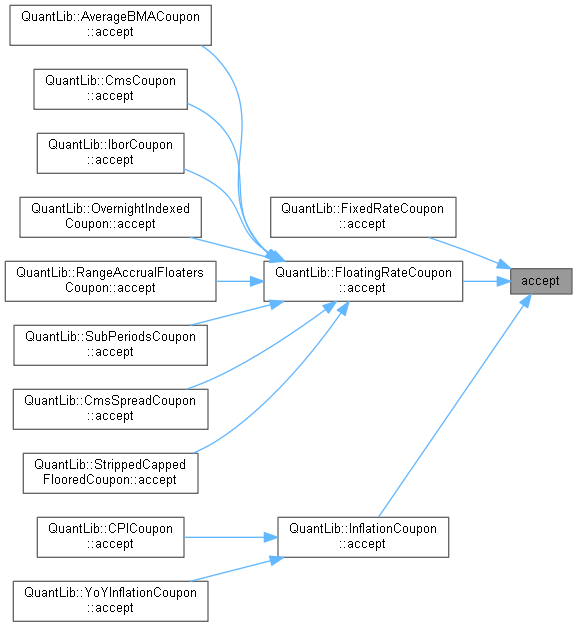 QuantLib::AverageBMACoupon
::accept
QuantLib::CmsCoupon
::accept
QuantLib::IborCoupon
::accept
QuantLib::OvernightIndexed
Coupon::accept
QuantLib::FixedRateCoupon
::accept
QuantLib::RangeAccrualFloaters
Coupon::accept
QuantLib::FloatingRateCoupon
::accept
accept
QuantLib::SubPeriodsCoupon
::accept
QuantLib::CmsSpreadCoupon
::accept
QuantLib::StrippedCapped
FlooredCoupon::accept
QuantLib::CPICoupon
::accept
QuantLib::InflationCoupon
::accept
QuantLib::YoYInflationCoupon
::accept